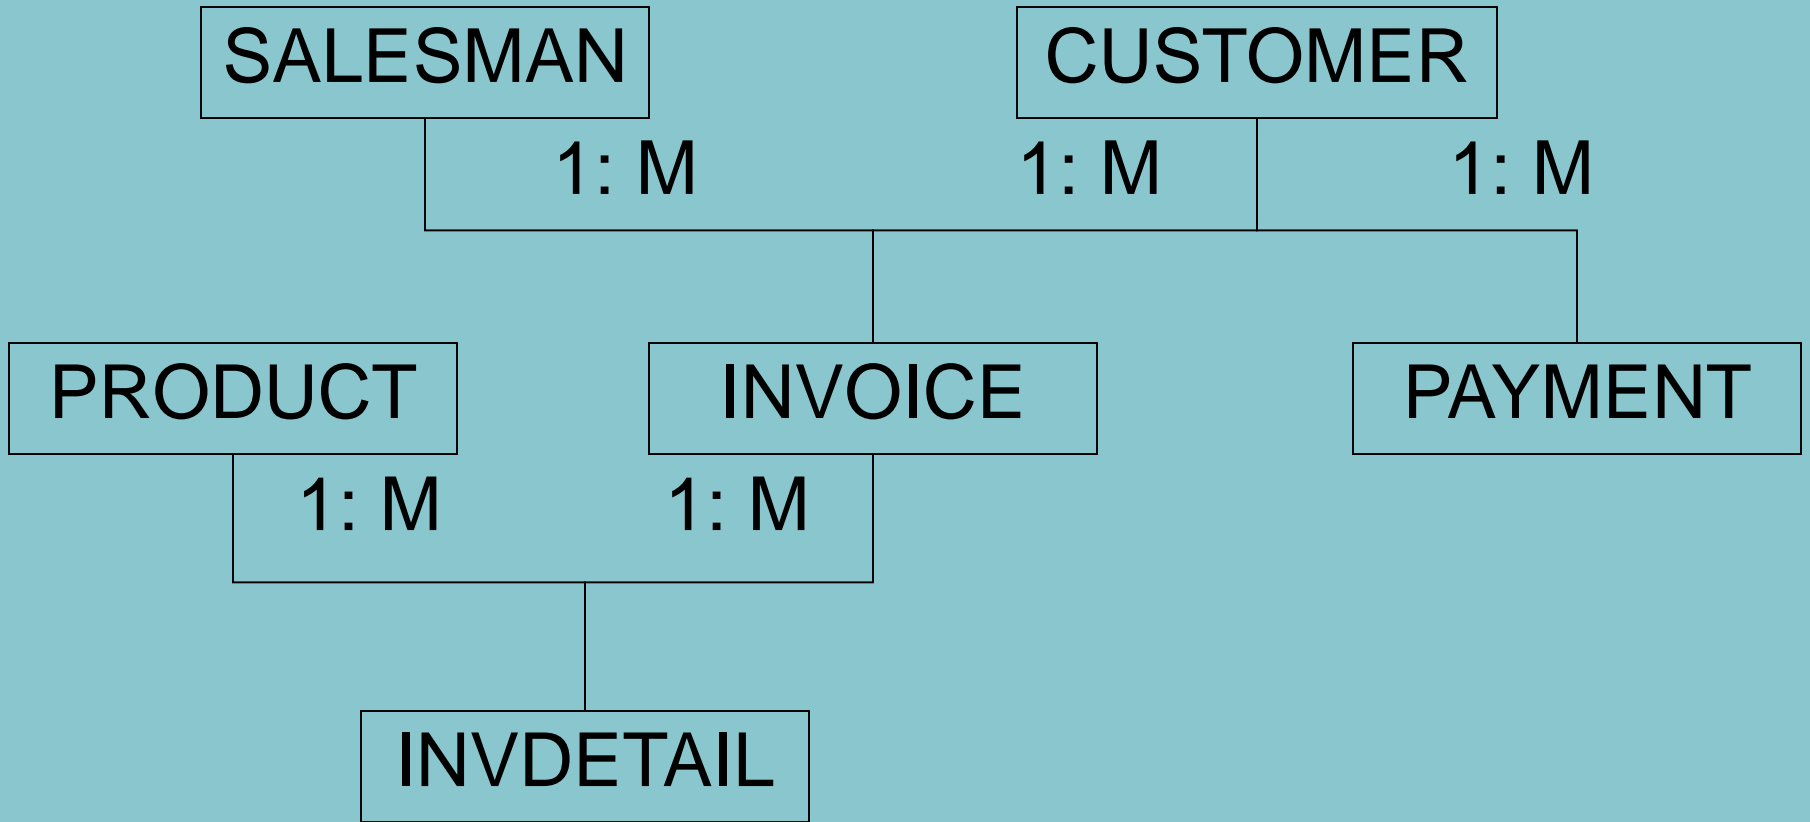 SALESMAN CUSTOMER
1: M 1: M 1: M
PRODUCT INVOICE PAYMENT
1: M 1: M
INVDETAIL